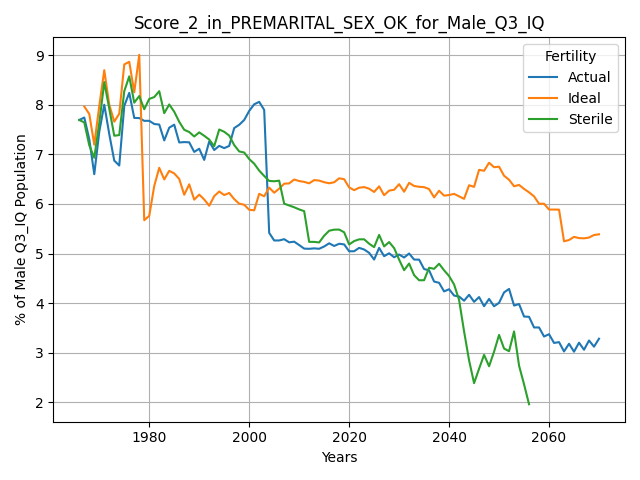 Score_2_in_PREMARITAL_SEX_OK_for_Male_Q3_IQ
% of Male Q3_IQ Population
9
8
7
6
5
4
3
2
Fertility
Actual
Ideal
Sterile
1980 2000 2020 2040 2060
Years